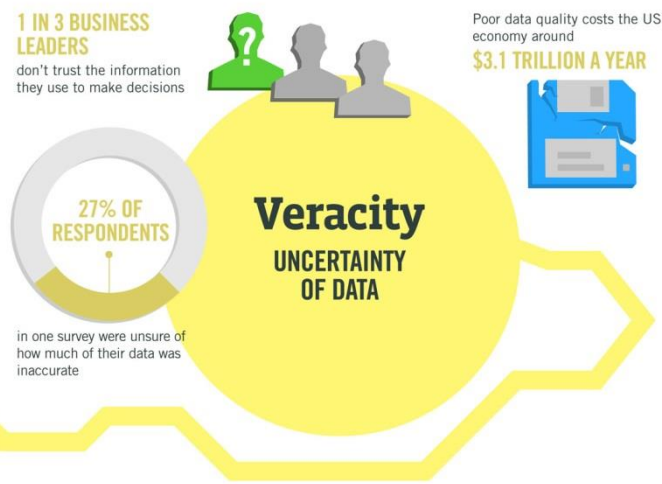 1 IN 3 BUSINESS
LEADERS
don't trust the information
they use to make decisions
?
Poor data quality costs the US
economy around
$3.1 TRILLION A YEAR
27% OF
RESPONDENTS
in one survey were unsure of
how much of their data was
inaccurate
Veracity
UNCERTAINTY
OF DATA